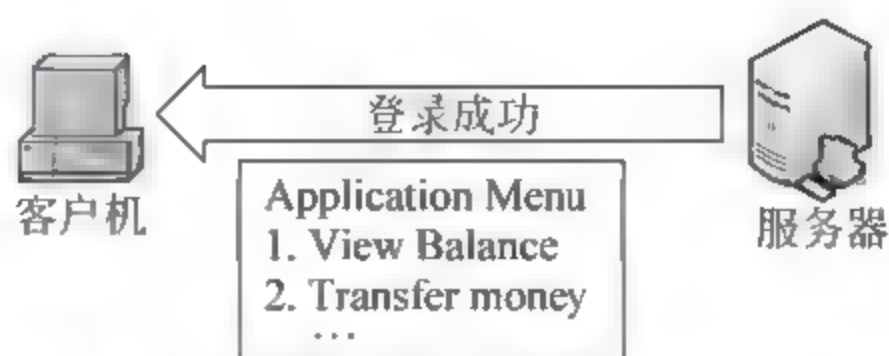 登录成功
客户机
服务器
Application Menu
1. View Balance
2. Transfer money
...